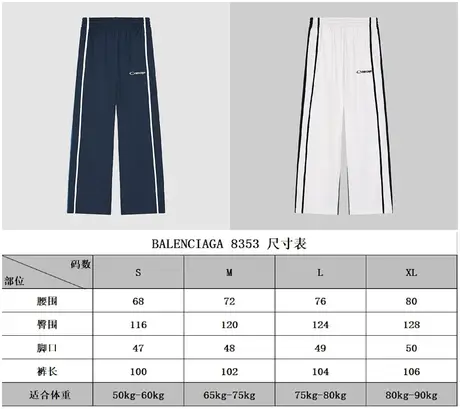 BALENCIAGA 8353 尺寸表
码数
部位 S M L XL
腰围 68 72 76 80
臀围 116 120 124 128
脚口 47 48 49 50
裤长 100 102 104 106
适合体重 50kg-60kg 65kg-75kg 75kg-80kg 80kg-90kg